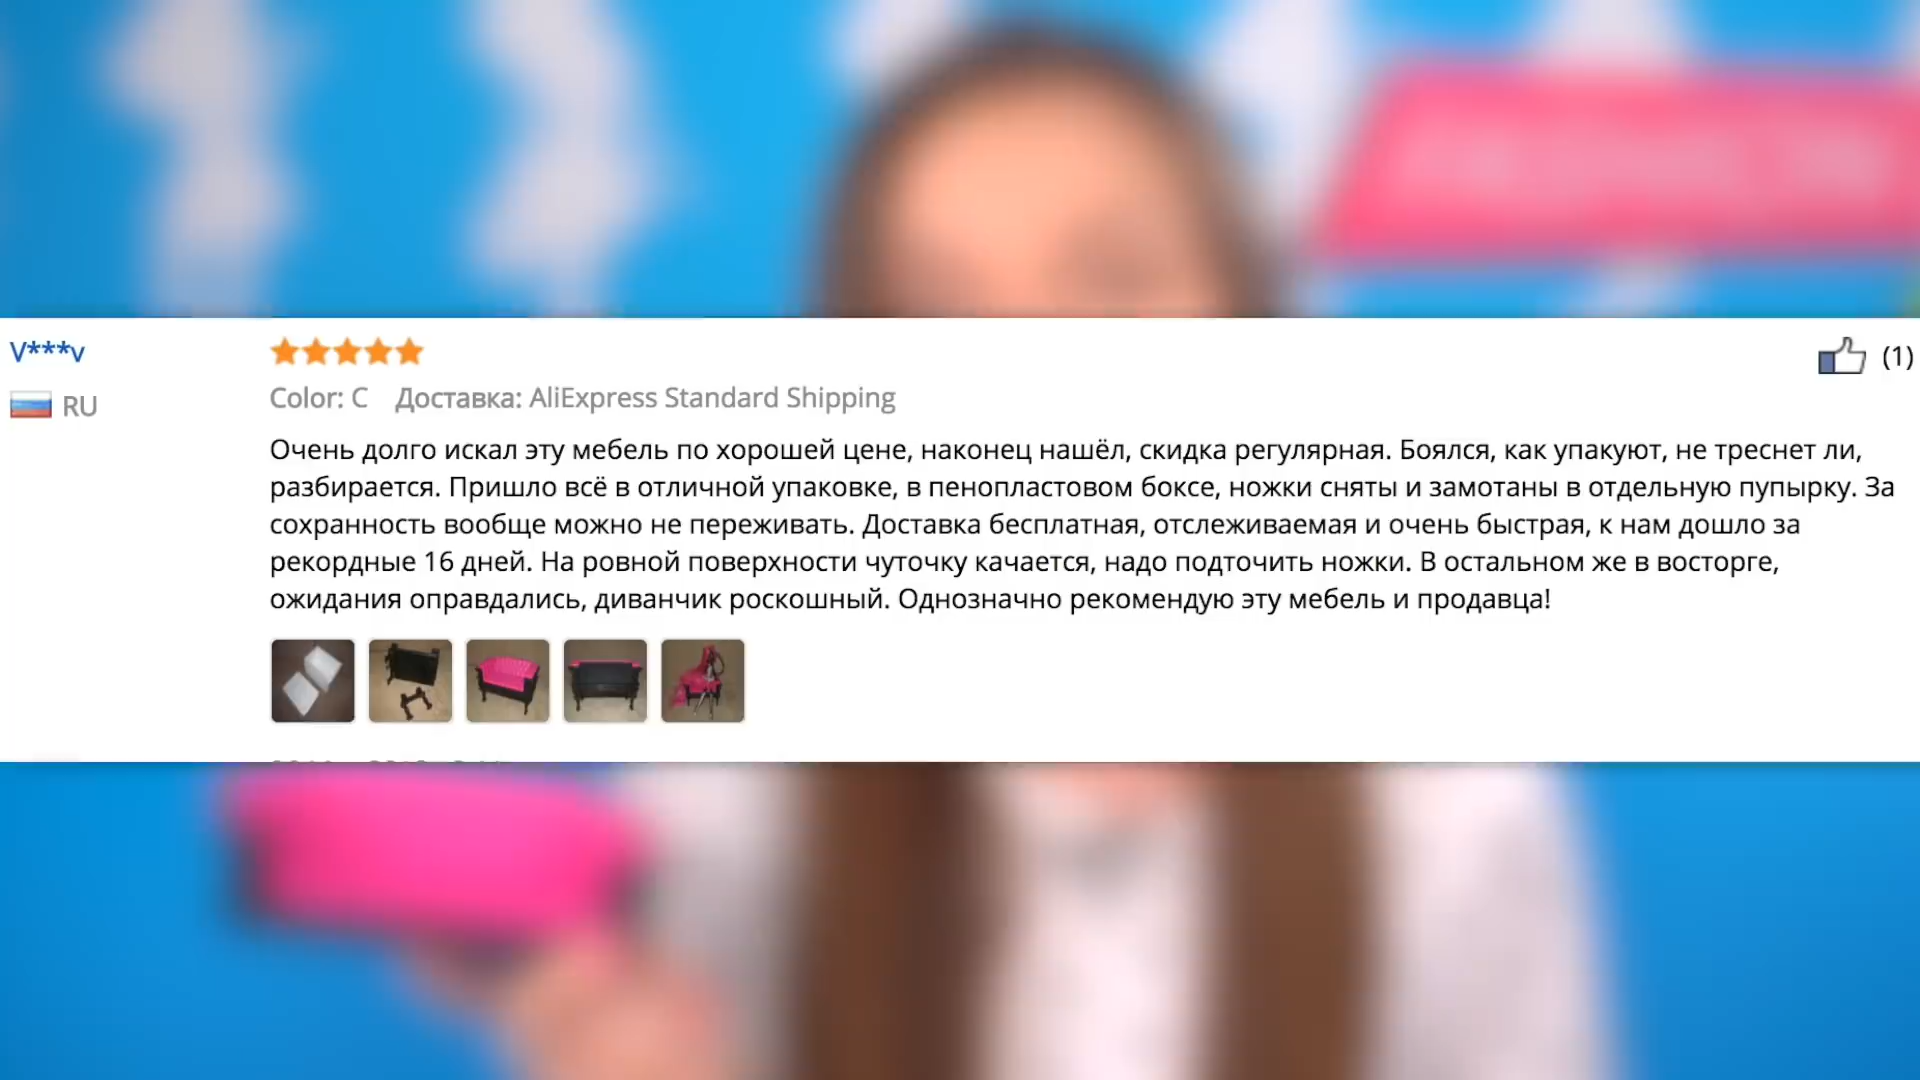 V***v
(1)
RU
Color: C Доставка: AliExpress Standard Shipping
Очень долго искал эту мебель по хорошей цене, наконец нашёл, скидка регулярная. Боялся, как упакуют, не треснет ли,
разбирается. Пришло всё в отличной упаковке, в пенопластовом боксе, ножки сняты и замотаны в отдельную пупырку. За
сохранность вообще можно не переживать. Доставка бесплатная, отслеживаемая и очень быстрая, к нам дошло за
рекордные 16 дней. На ровной поверхности чуточку качается, надо подточить ножки. В остальном же в восторге,
ожидания оправдались, диванчик роскошный. Однозначно рекомендую эту мебель и продавца!